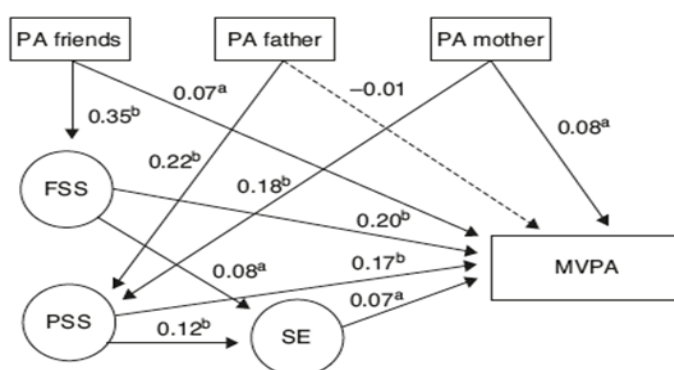 PA friends PA father PA mother
0.07ᵃ
−0.01
0.35ᵇ
0.08ᵃ
0.22ᵇ
0.18ᵇ
FSS
0.20ᵇ
0.08ᵃ
0.17ᵇ
MVPA
0.07ᵃ
PSS
0.12ᵇ
SE